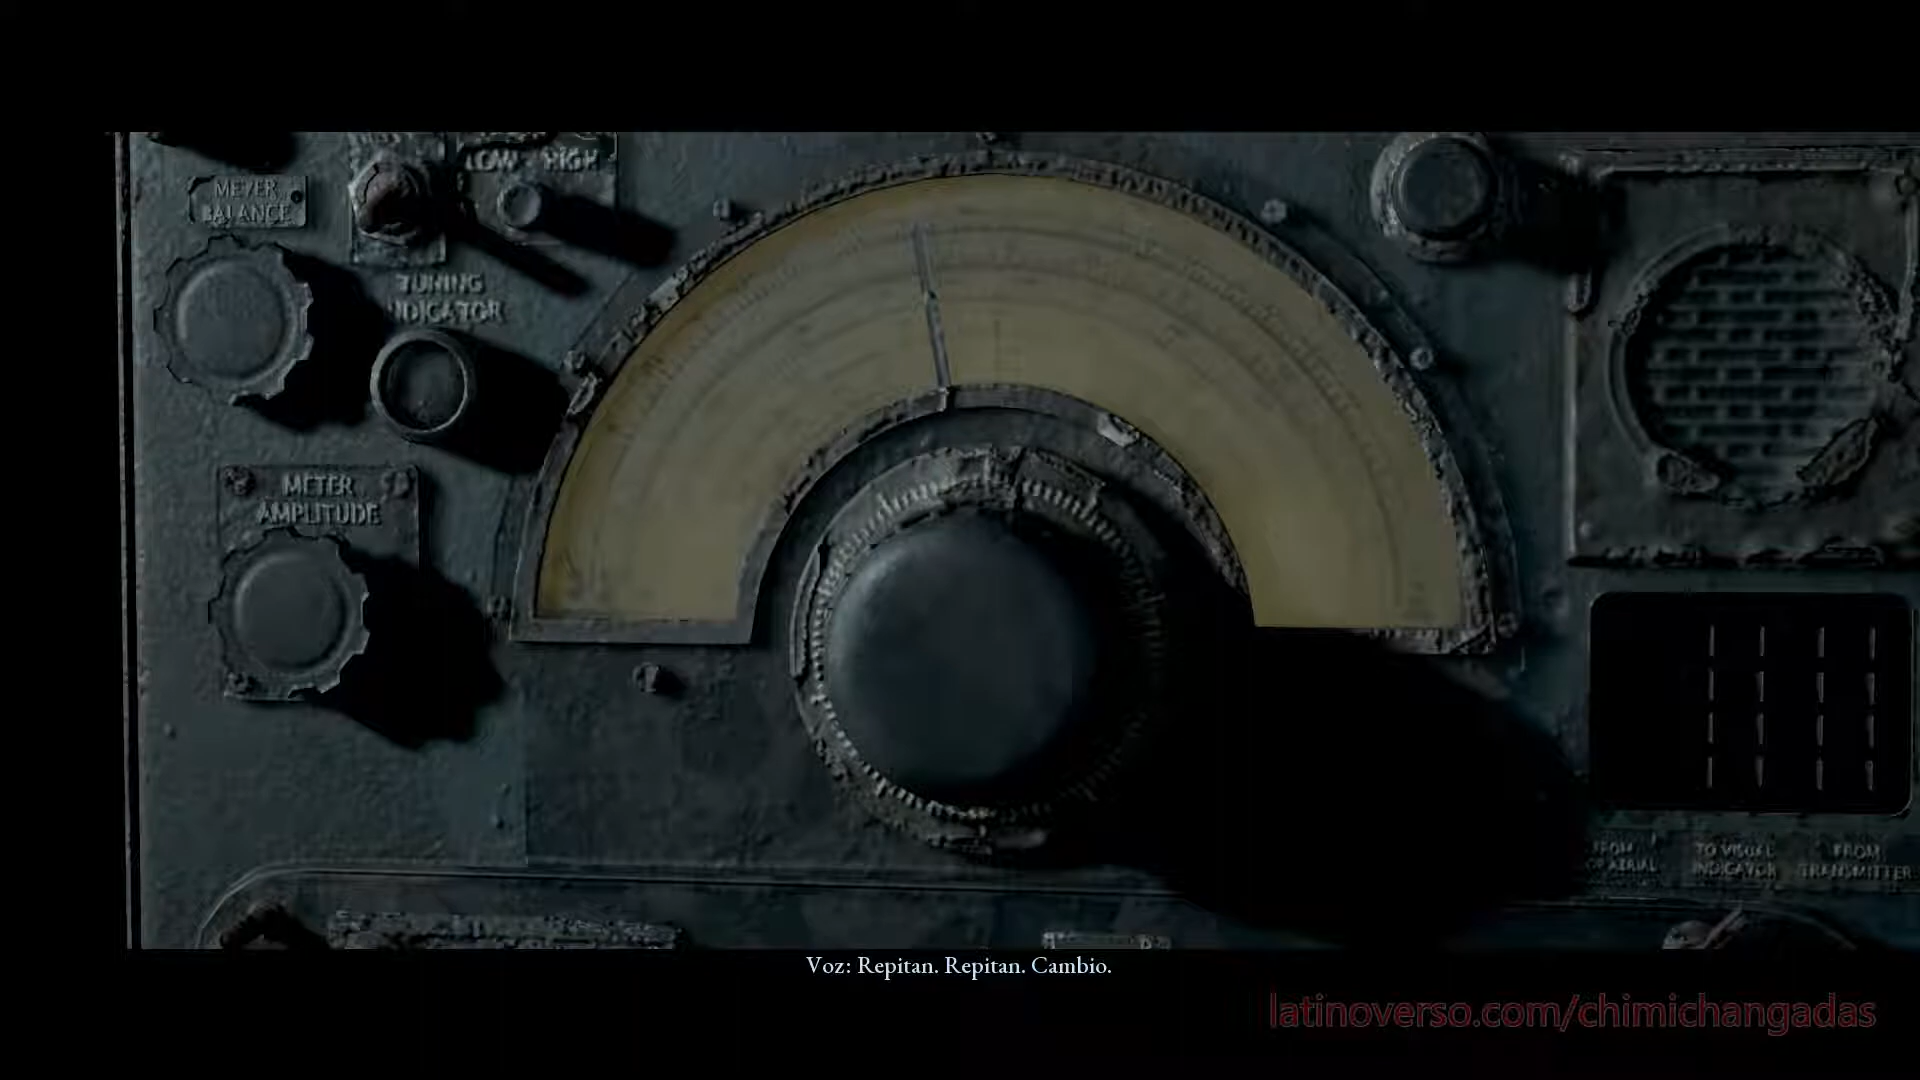 LOW - HIGH
METER
BALANCE
TUNING
INDICATOR
METER
AMPLITUDE
FROM
AERIAL
TO VISUAL
INDICATOR
FROM
TRANSMITTER
Voz: Repitan. Repitan. Cambio.
latinoverso.com/chimichangadas